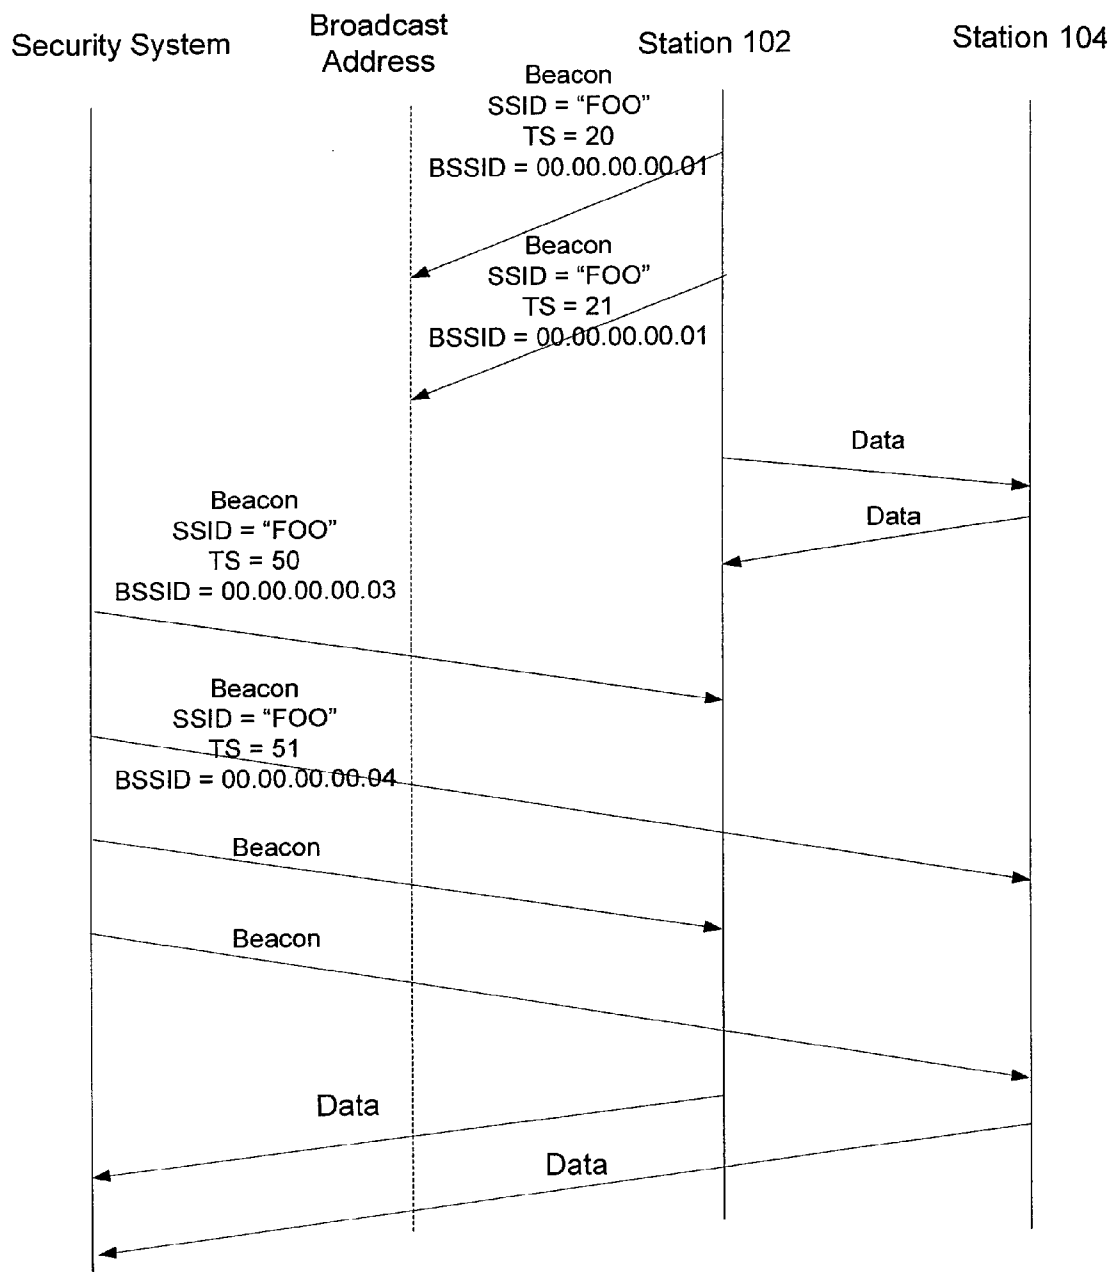 Security System
Broadcast
Address
Station 102
Station 104
Beacon
SSID = “FOO”
TS = 20
BSSID = 00.00.00.00.01
Beacon
SSID = “FOO”
TS = 21
BSSID = 00.00.00.00.01
Data
Data
Beacon
SSID = “FOO”
TS = 50
BSSID = 00.00.00.00.03
Beacon
SSID = “FOO”
TS = 51
BSSID = 00.00.00.00.04
Beacon
Beacon
Data
Data